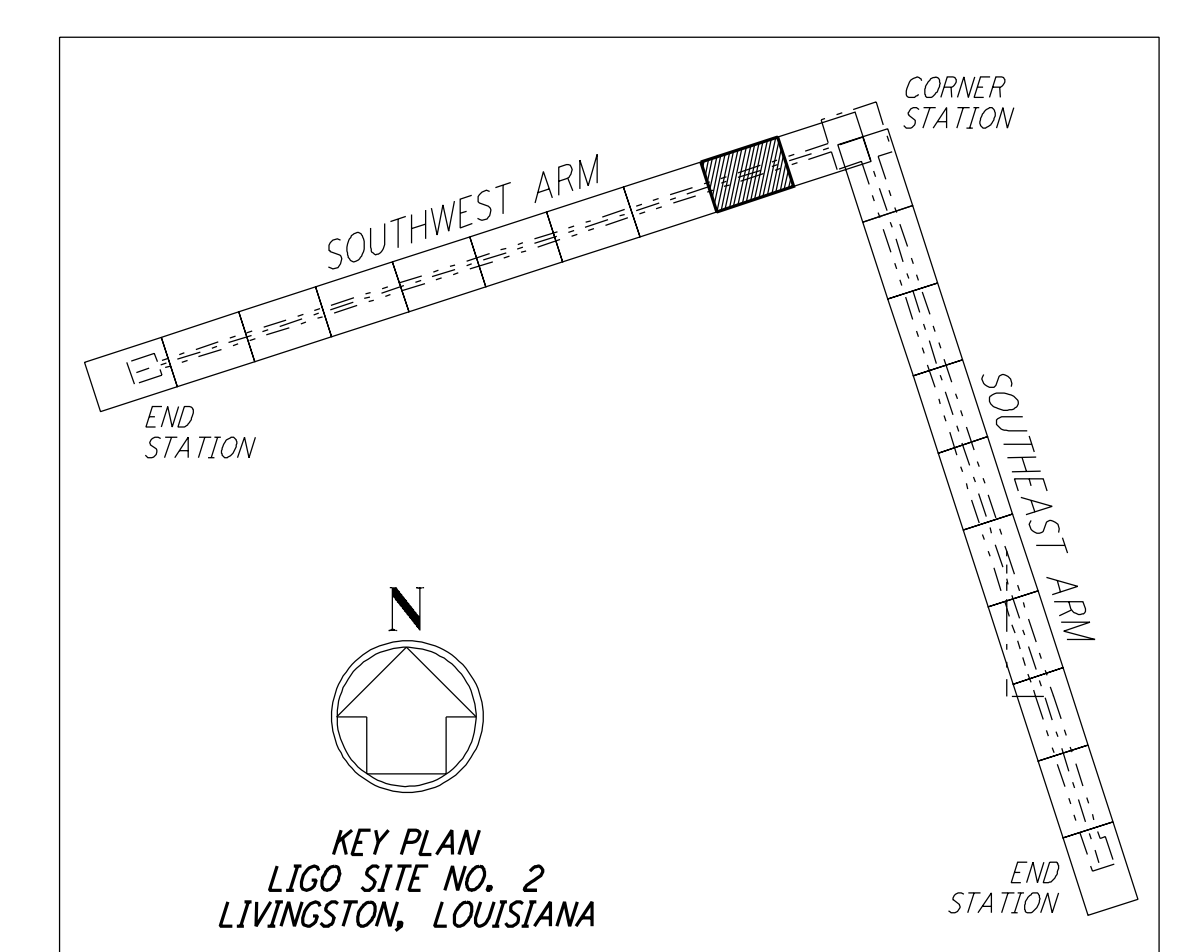 CORNER
STATION
SOUTHWEST ARM
END
STATION
SOUTHEAST ARM
N
KEY PLAN
LIGO SITE NO. 2
LIVINGSTON, LOUISIANA
END
STATION